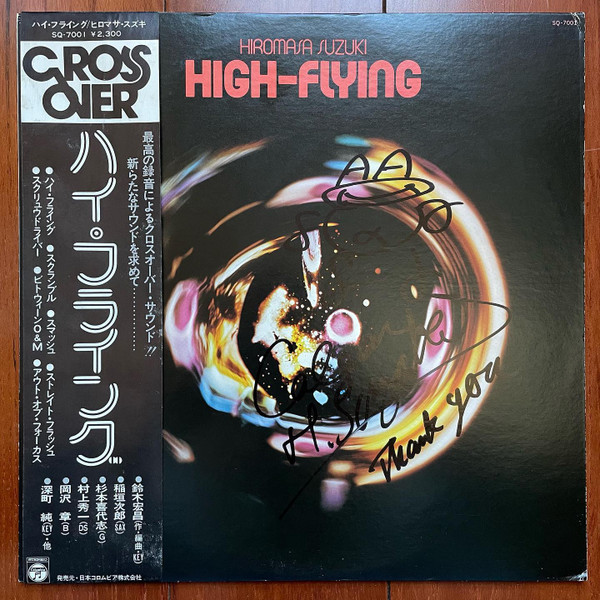 ハイ・フライング/ヒロマサ・スズキ
SQ-7001 ¥2,300
CROSS
OVER
ハイ・フライング
最高の録音によるクロスオーバー・サウンド!!
新らたなサウンドを求めて…………
●ハイ・フライング ●スクランブル ●スマッシュ ●ストレイト・フラッシュ
●スクリュウドライバー ●ビトウィーンO&M ●アウト・オブ・フォーカス
●鈴木宏昌(作・編曲・KEY)
●稲垣次郎(SAX)
●杉本喜代志(G)
●村上秀一(DS)
●岡沢 章(B)
●深町 純(KEY)・他
発売元・日本コロムビア株式会社
SQ-7001
HIROMASA SUZUKI
HIGH-FLYING
H.Suzuki
Thank you